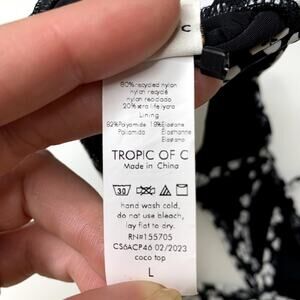 C
80%recycled nylon
nylon recyclé
nylon reciclado
20%xtra life lycra
Lining
82%Polyamide 18%Elastane
Poliamida Elasthanne
Elastano
TROPIC OF C
Made in China
30
hand wash cold,
do not use bleach,
lay flat to dry.
RN#155705
CS6ACP46 02/2023
coco top
L